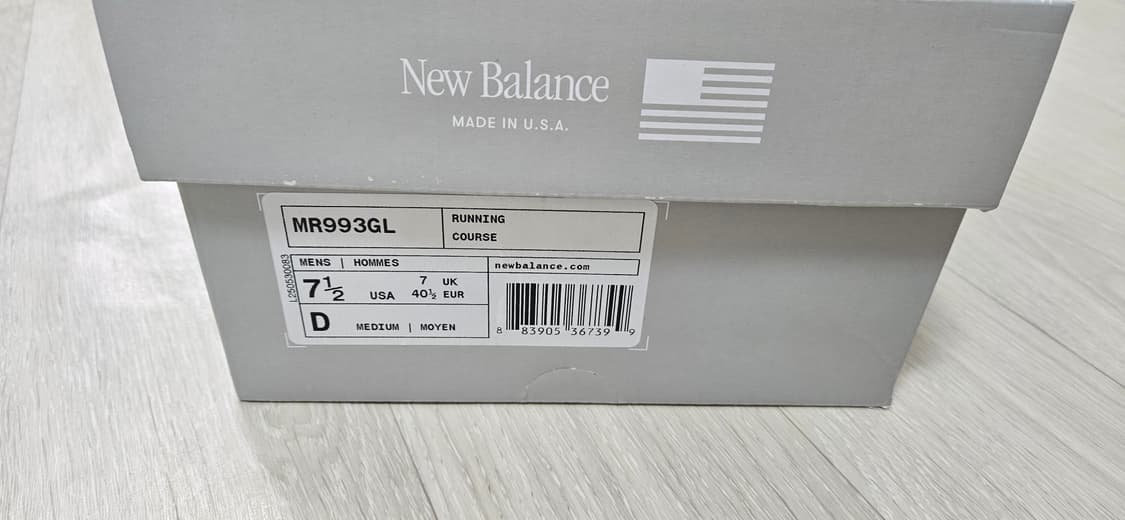 New Balance
MADE IN U.S.A.
MR993GL
RUNNING
COURSE
L250530083
MENS | HOMMES
7½ USA
7 UK
40½ EUR
D MEDIUM | MOYEN
newbalance.com
8 83905 36739 9